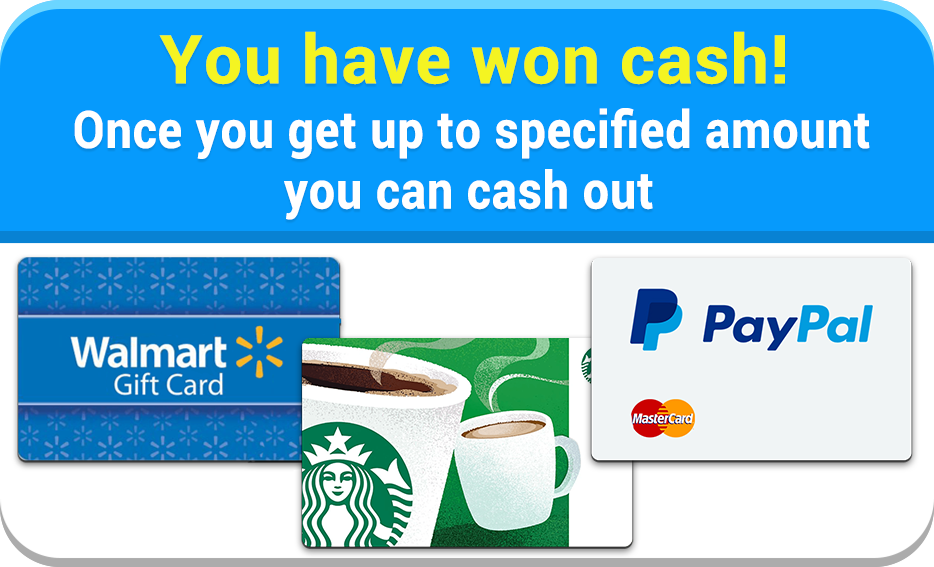 You have won cash!
Once you get up to specified amount
you can cash out
Walmart
Gift Card
PayPal
MasterCard